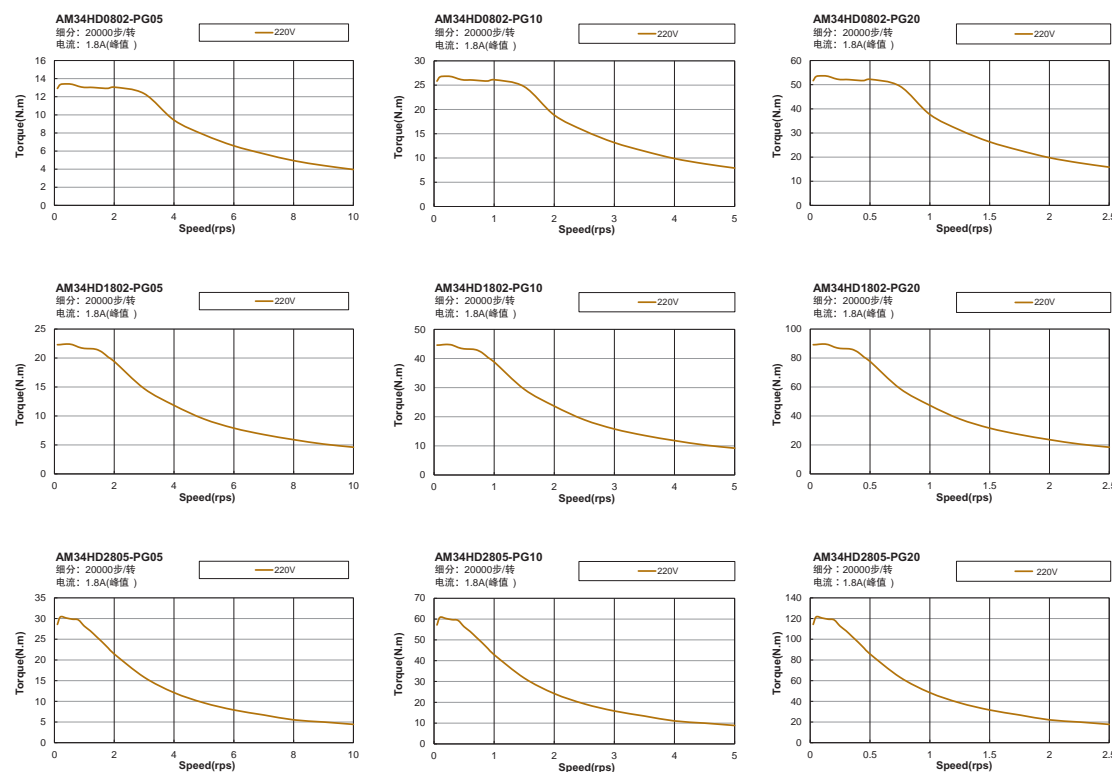 AM34HD0802-PG05
细分：20000步/转
电流：1.8A(峰值 )
220V
Torque(N.m)
16
14
12
10
8
6
4
2
0
0 2 4 6 8 10
Speed(rps)
AM34HD0802-PG10
细分：20000步/转
电流：1.8A(峰值 )
220V
Torque(N.m)
30
25
20
15
10
5
0
0 1 2 3 4 5
Speed(rps)
AM34HD0802-PG20
细分：20000步/转
电流：1.8A(峰值 )
220V
Torque(N.m)
60
50
40
30
20
10
0
0 0.5 1 1.5 2 2.5
Speed(rps)
AM34HD1802-PG05
细分：20000步/转
电流：1.8A(峰值 )
220V
Torque(N.m)
25
20
15
10
5
0
0 2 4 6 8 10
Speed(rps)
AM34HD1802-PG10
细分：20000步/转
电流：1.8A(峰值 )
220V
Torque(N.m)
50
40
30
20
10
0
0 1 2 3 4 5
Speed(rps)
AM34HD1802-PG20
细分：20000步/转
电流：1.8A(峰值 )
220V
Torque(N.m)
100
80
60
40
20
0
0 0.5 1 1.5 2 2.5
Speed(rps)
AM34HD2805-PG05
细分：20000步/转
电流：1.8A(峰值 )
220V
Torque(N.m)
35
30
25
20
15
10
5
0
0 2 4 6 8 10
Speed(rps)
AM34HD2805-PG10
细分：20000步/转
电流：1.8A(峰值 )
220V
Torque(N.m)
70
60
50
40
30
20
10
0
0 1 2 3 4 5
Speed(rps)
AM34HD2805-PG20
细分：20000步/转
电流：1.8A(峰值 )
220V
Torque(N.m)
140
120
100
80
60
40
20
0
0 0.5 1 1.5 2 2.5
Speed(rps)